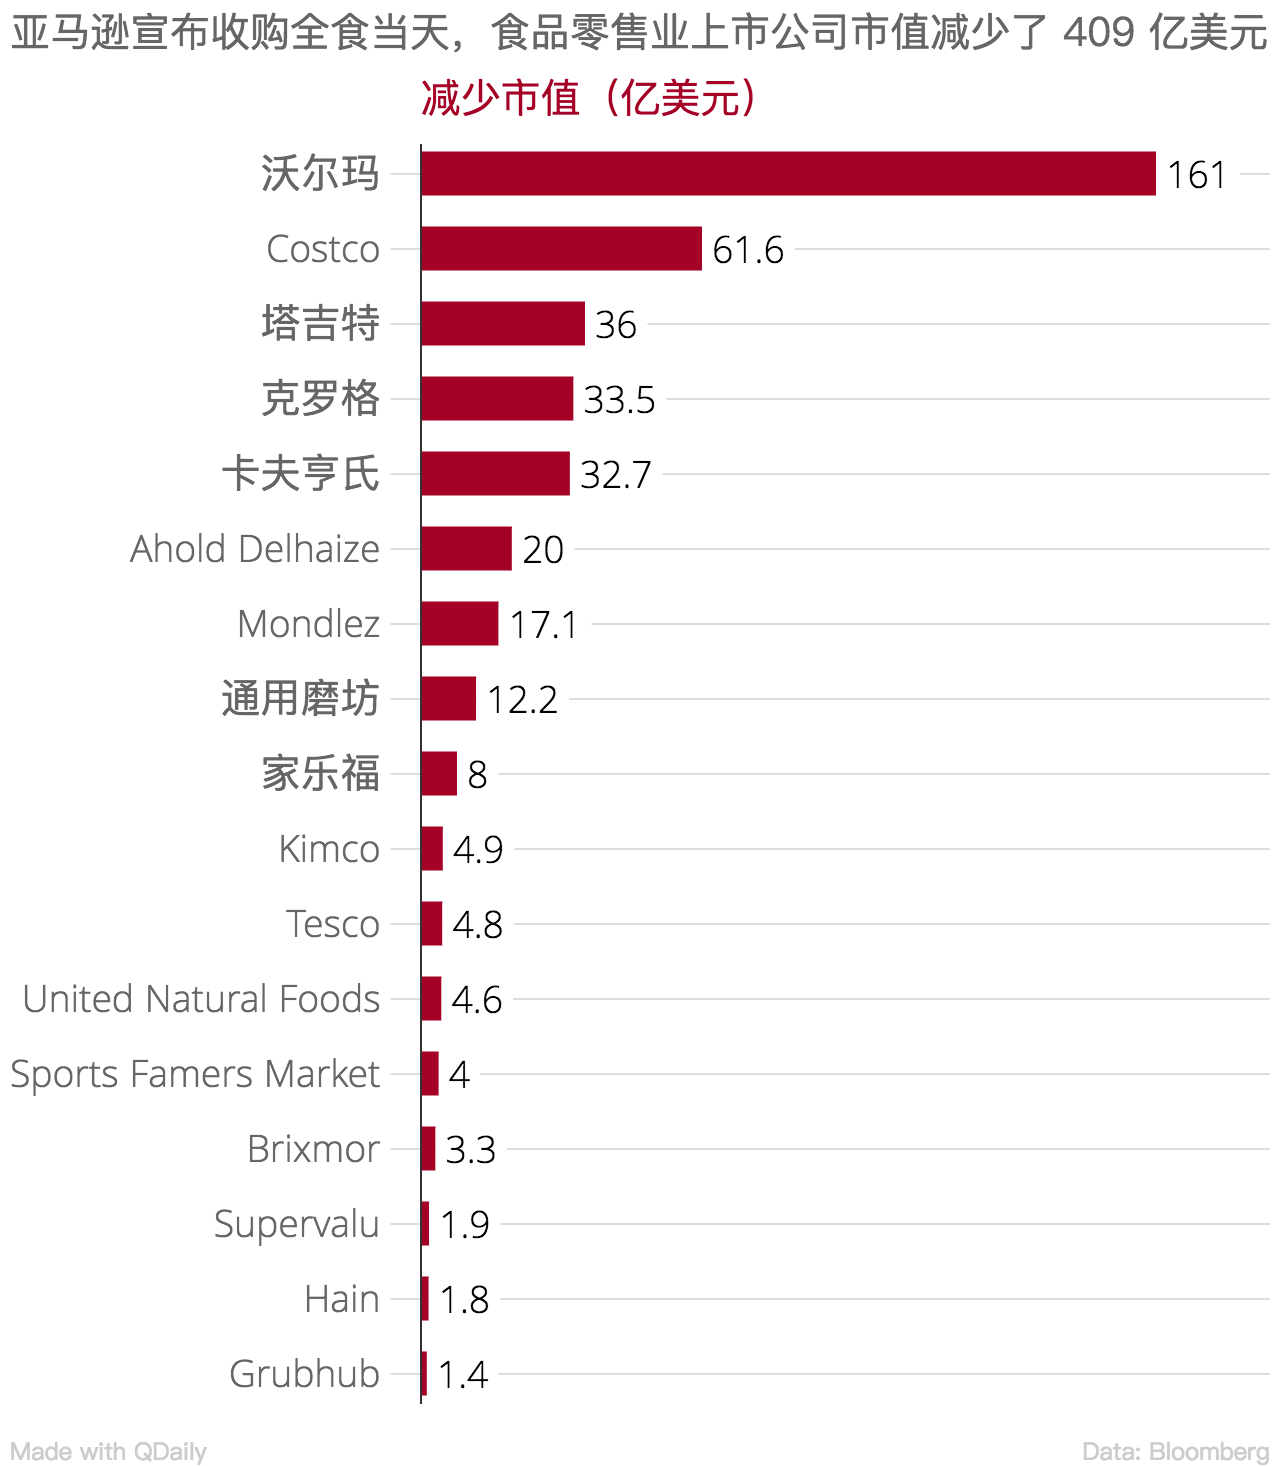 亚马逊宣布收购全食当天，食品零售业上市公司市值减少了 409 亿美元
减少市值（亿美元）
沃尔玛 161
Costco 61.6
塔吉特 36
克罗格 33.5
卡夫亨氏 32.7
Ahold Delhaize 20
Mondlez 17.1
通用磨坊 12.2
家乐福 8
Kimco 4.9
Tesco 4.8
United Natural Foods 4.6
Sports Famers Market 4
Brixmor 3.3
Supervalu 1.9
Hain 1.8
Grubhub 1.4
Made with QDaily Data: Bloomberg